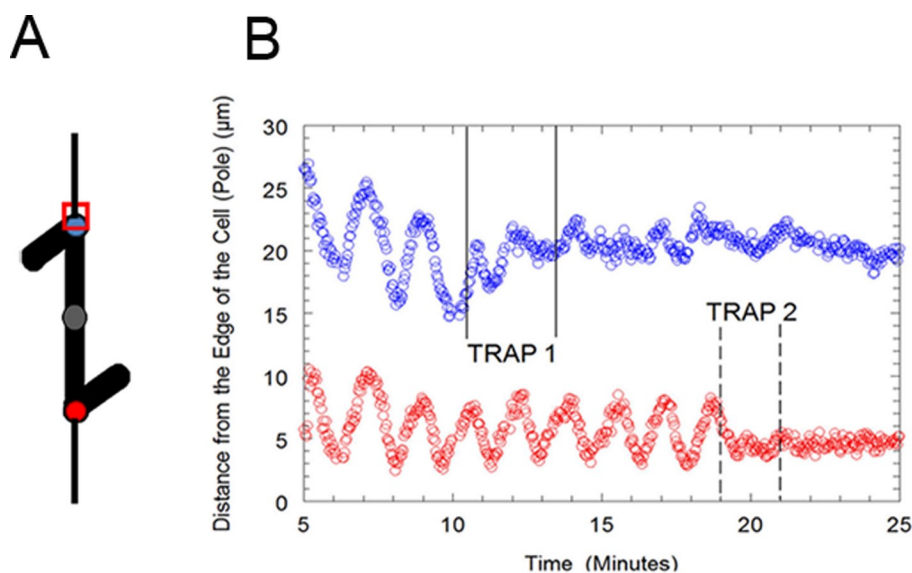 A
B
Distance from the Edge of the Cell (Pole) (μm)
30
25
20
15
10
5
0
TRAP 1
TRAP 2
5 10 15 20 25
Time (Minutes)